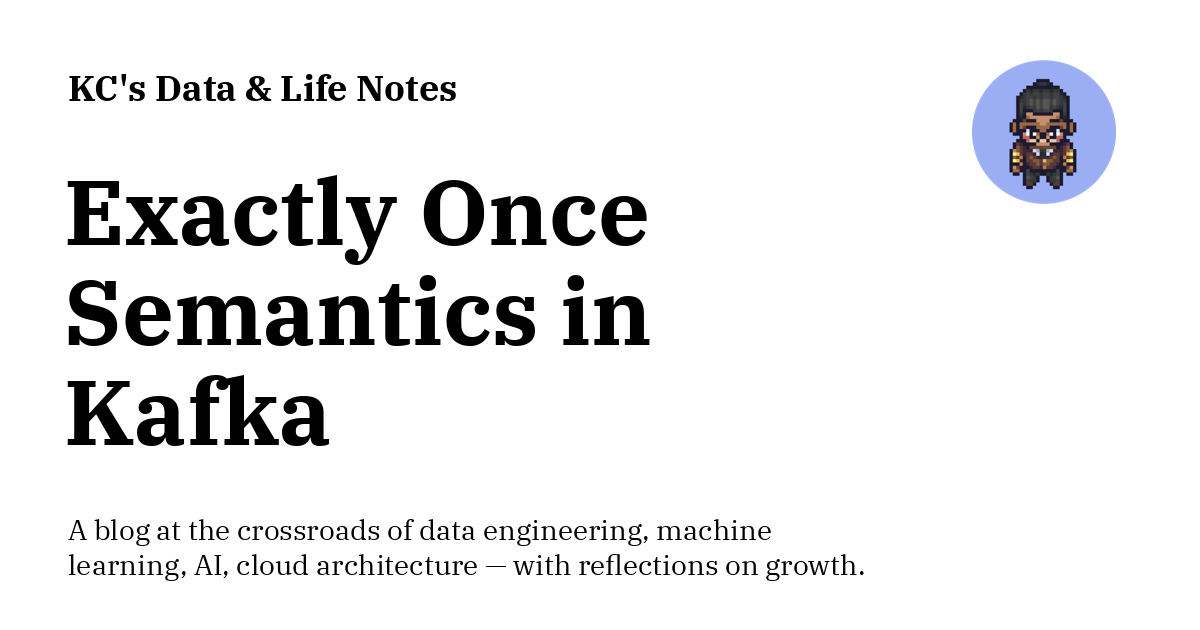 KC's Data & Life Notes
Exactly Once
Semantics in
Kafka
A blog at the crossroads of data engineering, machine
learning, AI, cloud architecture — with reflections on growth.